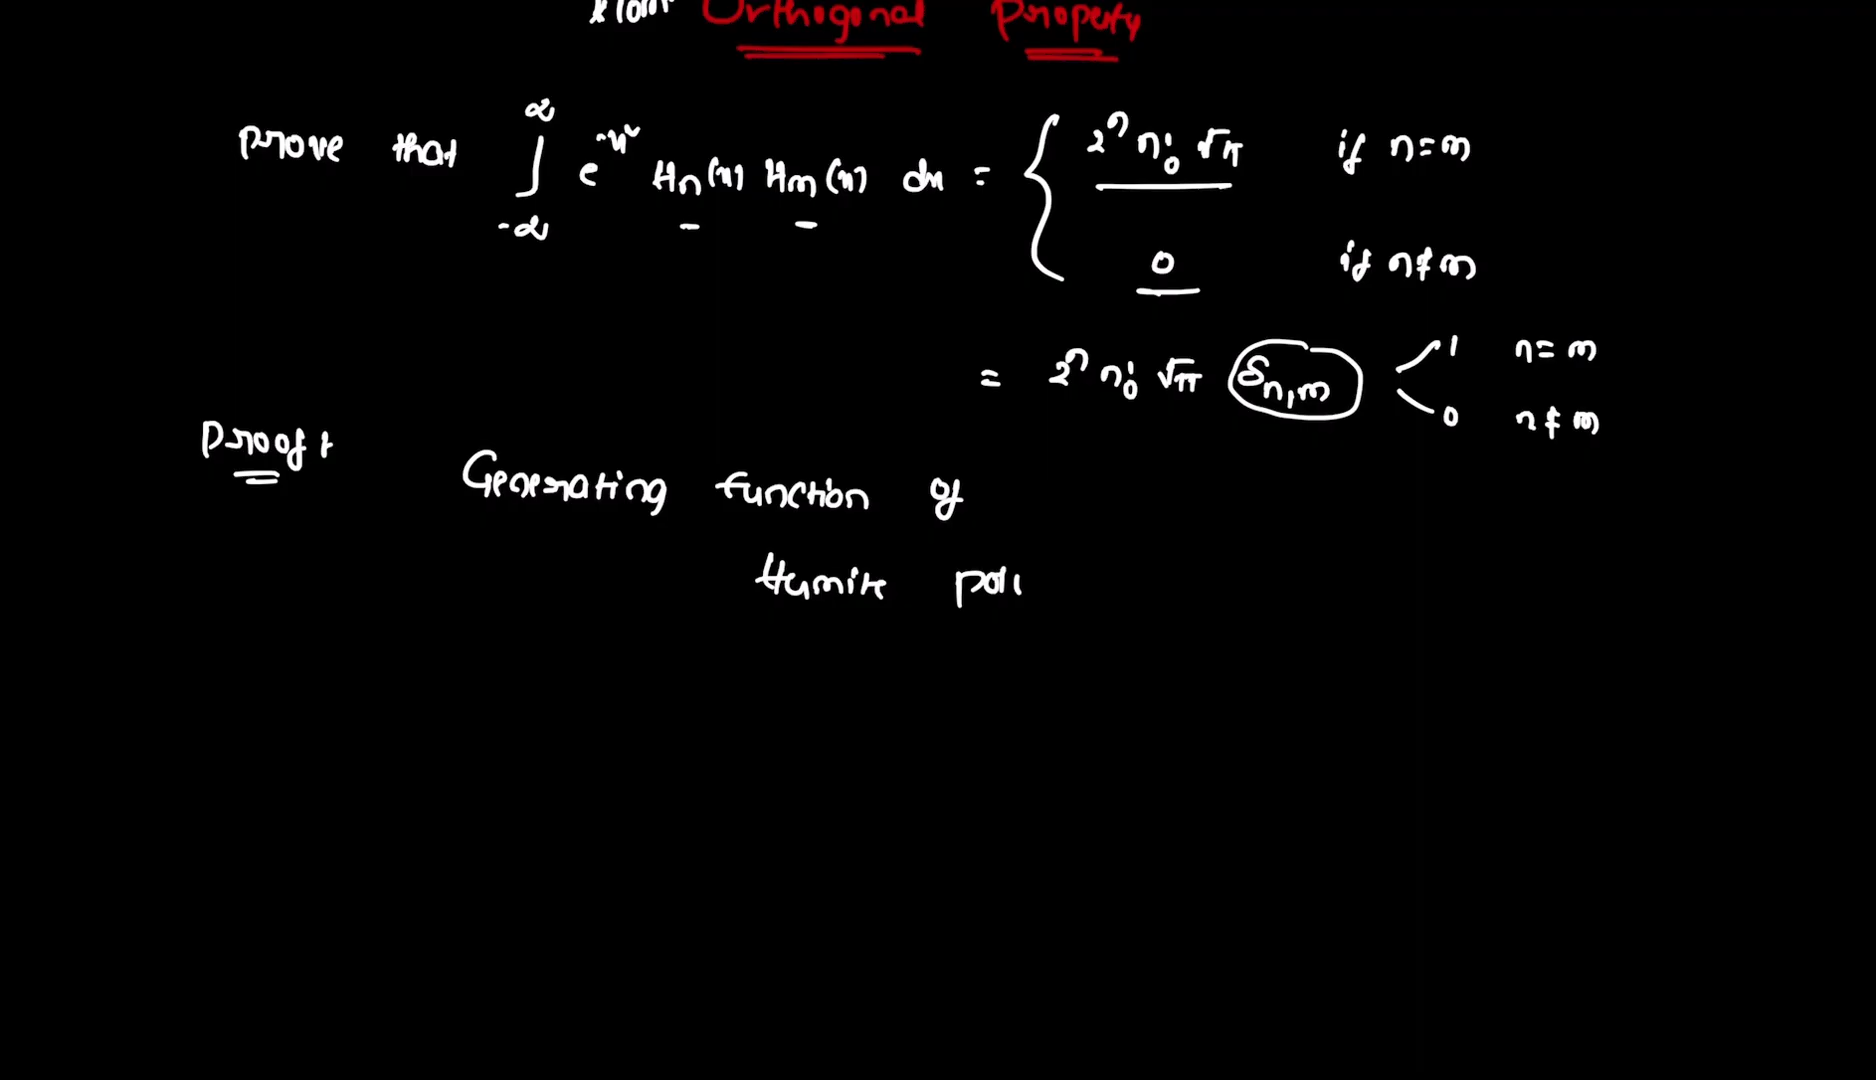 Orthogonal Property
prove that ∫_{-∞}^{∞} e^{-x²} Hn(x) Hm(x) dx = { 2ⁿ n! √π if n=m
0 if n≠m
= 2ⁿ n! √π δn,m < 1 n=m
0 n≠m
Proof:
Generating function of
Hermite pol